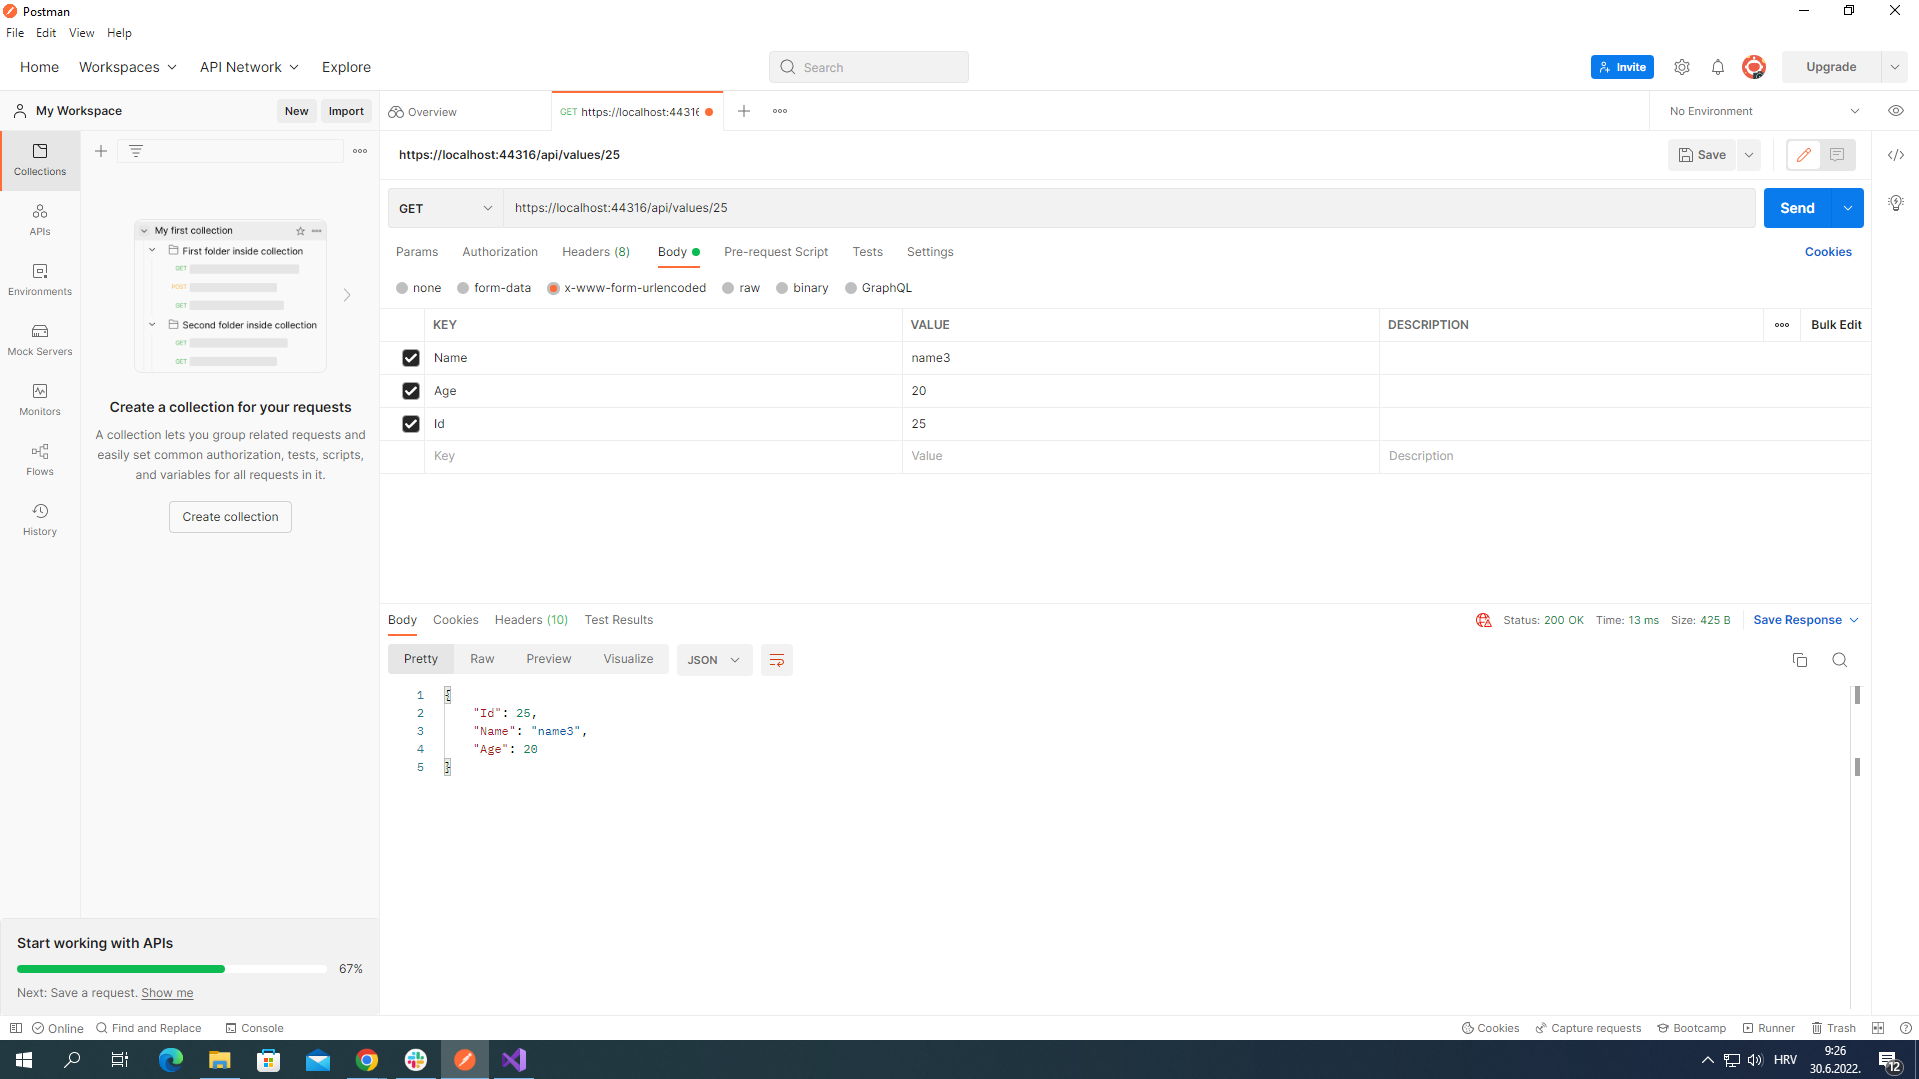 Postman
File Edit View Help
Home Workspaces API Network Explore
Search
Invite
Upgrade
My Workspace
New Import
Overview
GET https://localhost:44316
No Environment
Collections
APIs
Environments
Mock Servers
Monitors
Flows
History
My first collection
First folder inside collection
GET
POST
GET
Second folder inside collection
GET
GET
Create a collection for your requests
A collection lets you group related requests and
easily set common authorization, tests, scripts,
and variables for all requests in it.
Create collection
Start working with APIs
67%
Next: Save a request. Show me
https://localhost:44316/api/values/25
Save
GET https://localhost:44316/api/values/25
Send
Params Authorization Headers (8) Body Pre-request Script Tests Settings Cookies
none form-data x-www-form-urlencoded raw binary GraphQL
KEY VALUE DESCRIPTION Bulk Edit
Name name3
Age 20
Id 25
Key Value Description
Body Cookies Headers (10) Test Results
Status: 200 OK Time: 13 ms Size: 425 B Save Response
Pretty Raw Preview Visualize JSON
1 {
2 "Id": 25,
3 "Name": "name3",
4 "Age": 20
5 }
Online Find and Replace Console
Cookies Capture requests Bootcamp Runner Trash
HRV
9:26
30.6.2022.
12